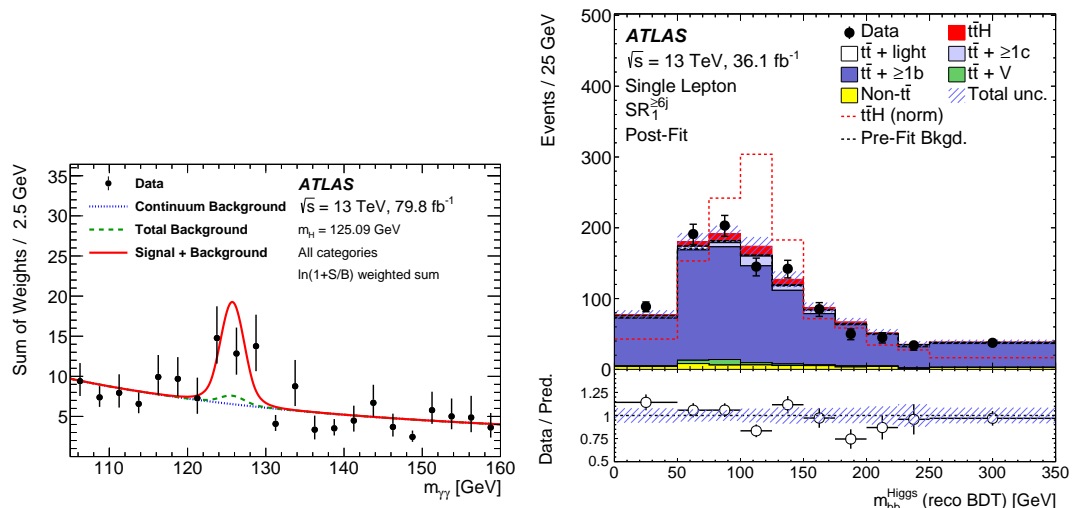 Sum of Weights / 2.5 GeV
35
30
25
20
15
10
5
Data
Continuum Background
Total Background
Signal + Background
ATLAS
√s = 13 TeV, 79.8 fb⁻¹
m_H = 125.09 GeV
All categories
ln(1+S/B) weighted sum
110 120 130 140 150 160
m_γγ [GeV]
Events / 25 GeV
500
400
300
200
100
0
ATLAS
√s = 13 TeV, 36.1 fb⁻¹
Single Lepton
SR₁^≥6j
Post-Fit
Data
tt̄H
tt̄ + light
tt̄ + ≥1c
tt̄ + ≥1b
tt̄ + V
Non-tt̄
Total unc.
tt̄H (norm)
Pre-Fit Bkgd.
Data / Pred.
1.25
1
0.75
0.5
0 50 100 150 200 250 300 350
m_bb^Higgs (reco BDT) [GeV]